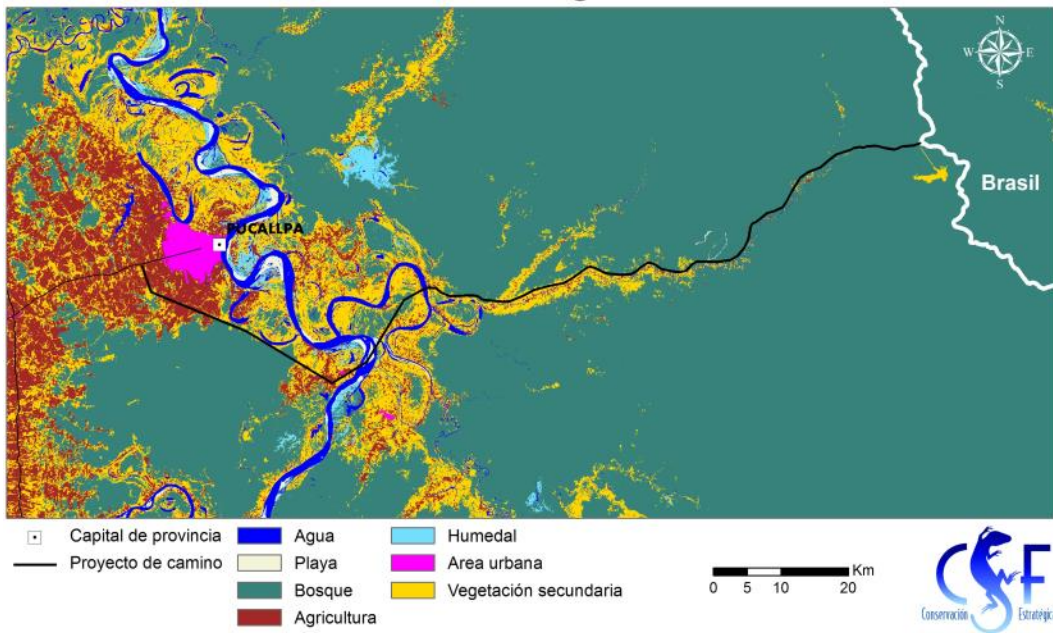 N
W E
S
Brasil
PUCALLPA
Capital de provincia
Proyecto de camino
Agua
Playa
Bosque
Agricultura
Humedal
Area urbana
Vegetación secundaria
Km
0 5 10 20
CSF
Conservación Estratégica